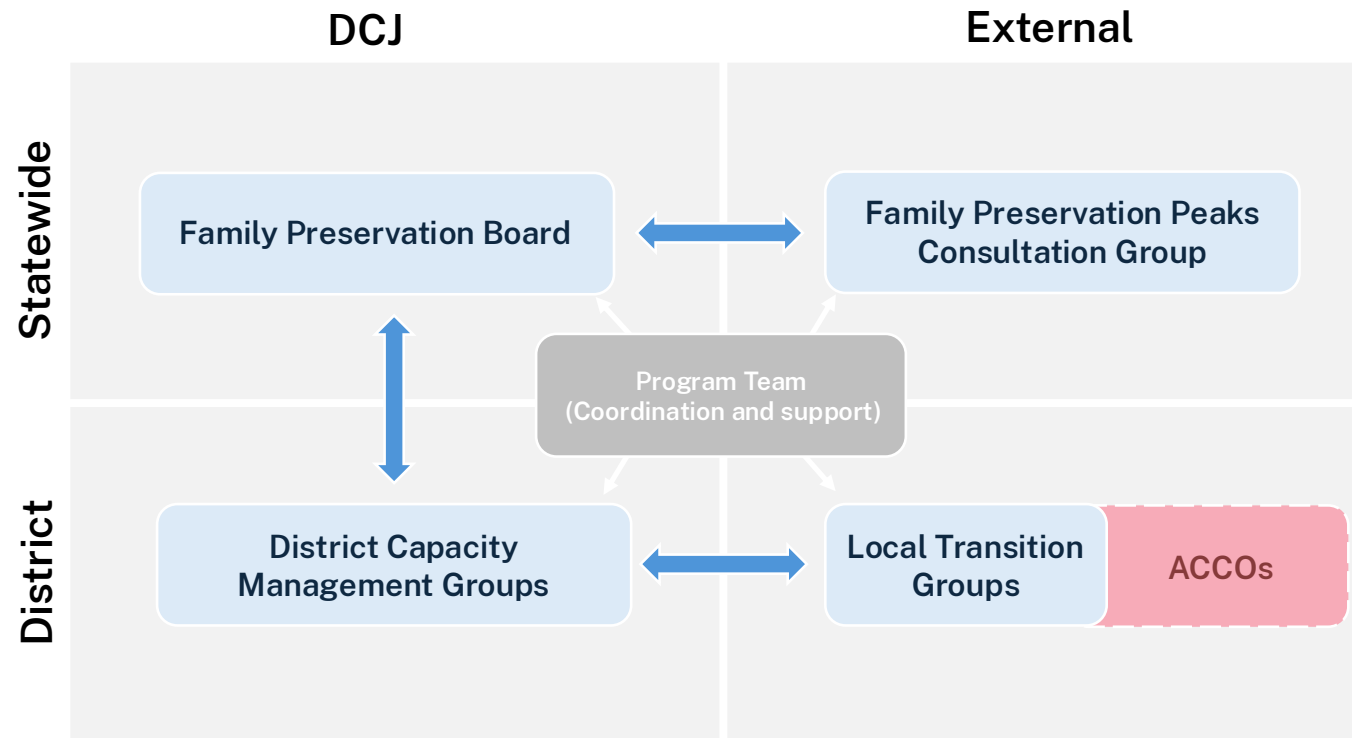 DCJ
External
Statewide
Family Preservation Board
Family Preservation Peaks
Consultation Group
Program Team
(Coordination and support)
District
District Capacity
Management Groups
Local Transition
Groups
ACCOs